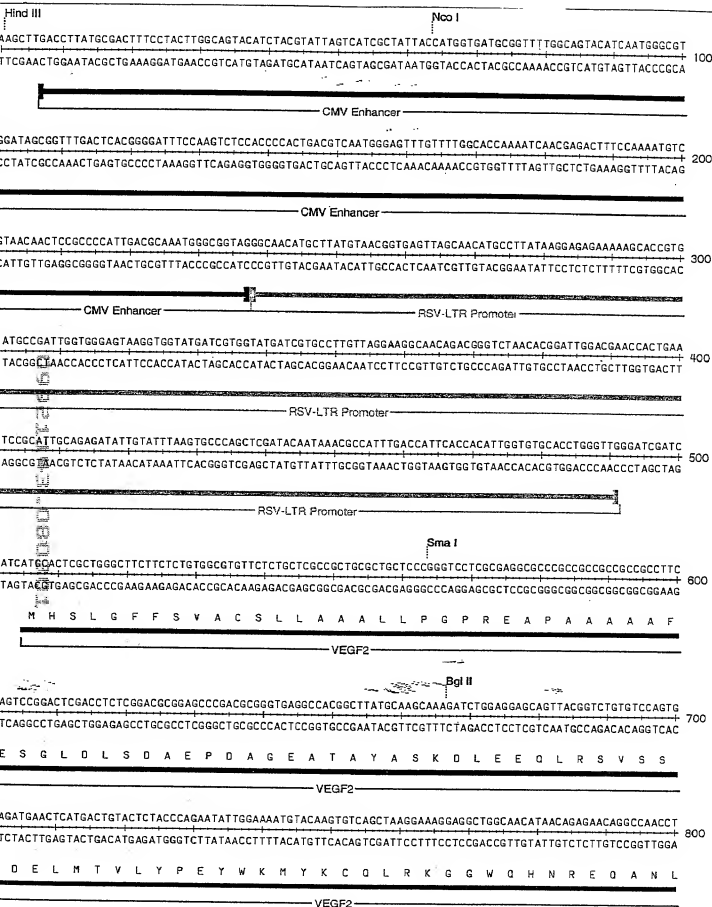 Hind III
Nco I
AAGCTTGACCTTATGCGACTTTCCTACTTGGCAGTACATCTACGTATTAGTCATCGCTATTACCATGGTGATGCGGTTTTGGCAGTACATCAATGGGCGT
TTCGAACTGGAATACGCTGAAAGGATGAACCGTCATGTAGATGCATAATCAGTAGCGATAATGGTACCACTACGCCAAAACCGTCATGTAGTTACCCGCA
100
CMV Enhancer
GGATAGCGGTTTGACTCACGGGGATTTCCAAGTCTCCACCCCACTGACGTCAATGGGAGTTTGTTTTGGCACCAAAATCAACGAGACTTTCCAAAATGTC
CCTATCGCCAAACTGAGTGCCCCTAAAGGTTCAGAGGTGGGGTGACTGCAGTTACCCTCAAACAAAACCGTGGTTTTAGTTGCTCTGAAAGGTTTTACAG
200
CMV Enhancer
GTAACAACTCCGCCCCATTGACGCAAATGGGCGGTAGGGCAACATGCTTATGTAACGGTGAGTTAGCAACATGCCTTATAAGGAGAGAAAAAGCACCGTG
CATTGTTGAGGCGGGGTAACTGCGTTTACCCGCCATCCCGTTGTACGAATACATTGCCACTCAATCGTTGTACGGAATATTCCTCTCTTTTTCGTGGCAC
300
CMV Enhancer
RSV-LTR Promoter
ATGCCGATTGGTGGGAGTAAGGTGGTATGATCGTGGTATGATCGTGCCTTGTTAGGAAGGCAACAGACGGGTCTAACACGGATTGGACGAACCACTGAA
TACGGCTAACCACCCTCATTCCACCATACTAGCACCATACTAGCACGGAACAATCCTTCCGTTGTCTGCCCAGATTGTGCCTAACCTGCTTGGTGACTT
400
RSV-LTR Promoter
TCCGCATTGCAGAGATATTGTATTTAAGTGCCCAGCTCGATACAATAAACGCCATTTGACCATTCACCACATTGGTGTGCACCTGGGTTGGGATCGATC
AGGCGTAACGTCTCTATAACATAAATTCACGGGTCGAGCTATGTTATTTGCGGTAAACTGGTAAGTGGTGTAACCACACGTGGACCCAACCCTAGCTAG
500
RSV-LTR Promoter
Sma I
ATCATGCACTCGCTGGGCTTCTTCTCTGTGGCGTGTTCTCTGCTCGCCGCTGCGCTGCTCCCGGGTCCTCGCGAGGCGCCCGCCGCCGCCGCCGCCTTC
TAGTACGTGAGCGACCCGAAGAAGAGACACCGCACAAGAGACGAGCGGCGACGCGACGAGGGCCCAGGAGCGCTCCGCGGGCGGCGGCGGCGGCGGAAG
600
M H S L G F F S V A C S L L A A A L L P G P R E A P A A A A A F
VEGF2
Bgl II
AGTCCGGACTCGACCTCTCGGACGCGGAGCCCGACGCGGGTGAGGCCACGGCTTATGCAAGCAAAGATCTGGAGGAGCAGTTACGGTCTGTGTCCAGTG
TCAGGCCTGAGCTGGAGAGCCTGCGCCTCGGGCTGCGCCCACTCCGGTGCCGAATACGTTCGTTTCTAGACCTCCTCGTCAATGCCAGACACAGGTCAC
700
E S G L D L S D A E P D A G E A T A Y A S K D L E E Q L R S V S S
VEGF2
AGATGAACTCATGACTGTACTCTACCCAGAATATTGGAAAATGTACAAGTGTCAGCTAAGGAAAGGAGGCTGGCAACATAACAGAGAACAGGCCAACCT
TCTACTTGAGTACTGACATGAGATGGGTCTTATAACCTTTTACATGTTCACAGTCGATTCCTTTCCTCCGACCGTTGTATTGTCTCTTGTCCGGTTGGA
800
D E L M T V L Y P E Y W K M Y K C Q L R K G G W Q H N R E Q A N L
VEGF2